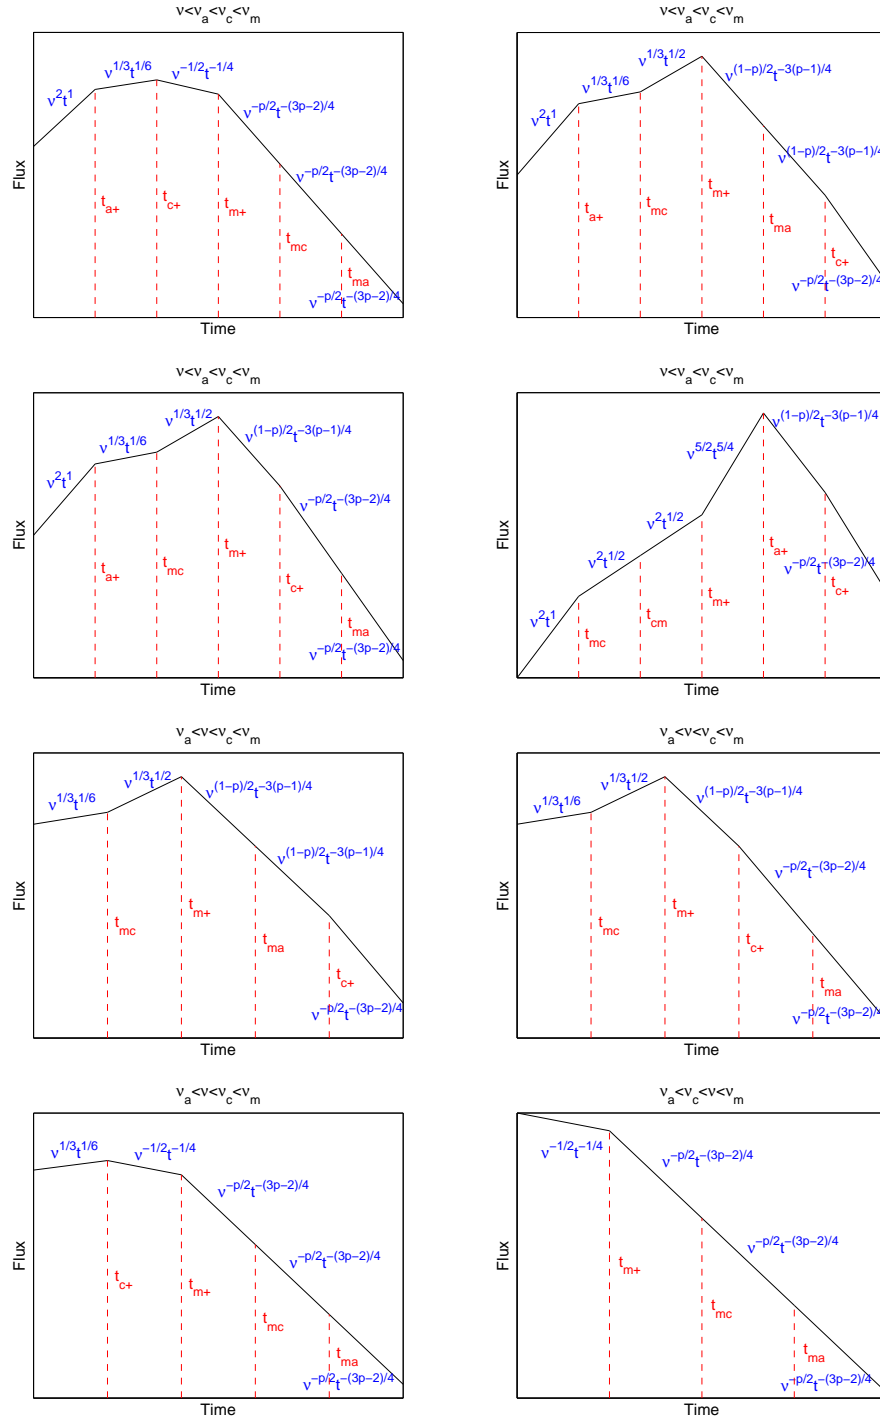 ν<ν_a<ν_c<ν_m
ν^2t^1
ν^{1/3}t^{1/6}
ν^{−1/2}t^{−1/4}
ν^{−p/2}t^{−(3p−2)/4}
ν^{−p/2}t^{−(3p−2)/4}
ν^{−p/2}t^{−(3p−2)/4}
t_{a+}
t_{c+}
t_{m+}
t_{mc}
t_{ma}
Flux
Time
ν<ν_a<ν_c<ν_m
ν^2t^1
ν^{1/3}t^{1/6}
ν^{1/3}t^{1/2}
ν^{(1−p)/2}t^{−3(p−1)/4}
ν^{(1−p)/2}t^{−3(p−1)/4}
ν^{−p/2}t^{−(3p−2)/4}
t_{a+}
t_{mc}
t_{m+}
t_{ma}
t_{c+}
Flux
Time
ν<ν_a<ν_c<ν_m
ν^2t^1
ν^{1/3}t^{1/6}
ν^{1/3}t^{1/2}
ν^{(1−p)/2}t^{−3(p−1)/4}
ν^{−p/2}t^{−(3p−2)/4}
ν^{−p/2}t^{−(3p−2)/4}
t_{a+}
t_{mc}
t_{m+}
t_{c+}
t_{ma}
Flux
Time
ν<ν_a<ν_c<ν_m
ν^2t^1
ν^2t^{1/2}
ν^2t^{1/2}
ν^{5/2}t^{5/4}
ν^{(1−p)/2}t^{−3(p−1)/4}
ν^{−p/2}t^{−(3p−2)/4}
t_{mc}
t_{cm}
t_{m+}
t_{a+}
t_{c+}
Flux
Time
ν_a<ν<ν_c<ν_m
ν^{1/3}t^{1/6}
ν^{1/3}t^{1/2}
ν^{(1−p)/2}t^{−3(p−1)/4}
ν^{(1−p)/2}t^{−3(p−1)/4}
ν^{−p/2}t^{−(3p−2)/4}
t_{mc}
t_{m+}
t_{ma}
t_{c+}
Flux
Time
ν_a<ν<ν_c<ν_m
ν^{1/3}t^{1/6}
ν^{1/3}t^{1/2}
ν^{(1−p)/2}t^{−3(p−1)/4}
ν^{−p/2}t^{−(3p−2)/4}
ν^{−p/2}t^{−(3p−2)/4}
t_{mc}
t_{m+}
t_{c+}
t_{ma}
Flux
Time
ν_a<ν<ν_c<ν_m
ν^{1/3}t^{1/6}
ν^{−1/2}t^{−1/4}
ν^{−p/2}t^{−(3p−2)/4}
ν^{−p/2}t^{−(3p−2)/4}
ν^{−p/2}t^{−(3p−2)/4}
t_{c+}
t_{m+}
t_{mc}
t_{ma}
Flux
Time
ν_a<ν_c<ν<ν_m
ν^{−1/2}t^{−1/4}
ν^{−p/2}t^{−(3p−2)/4}
ν^{−p/2}t^{−(3p−2)/4}
ν^{−p/2}t^{−(3p−2)/4}
t_{m+}
t_{mc}
t_{ma}
Flux
Time